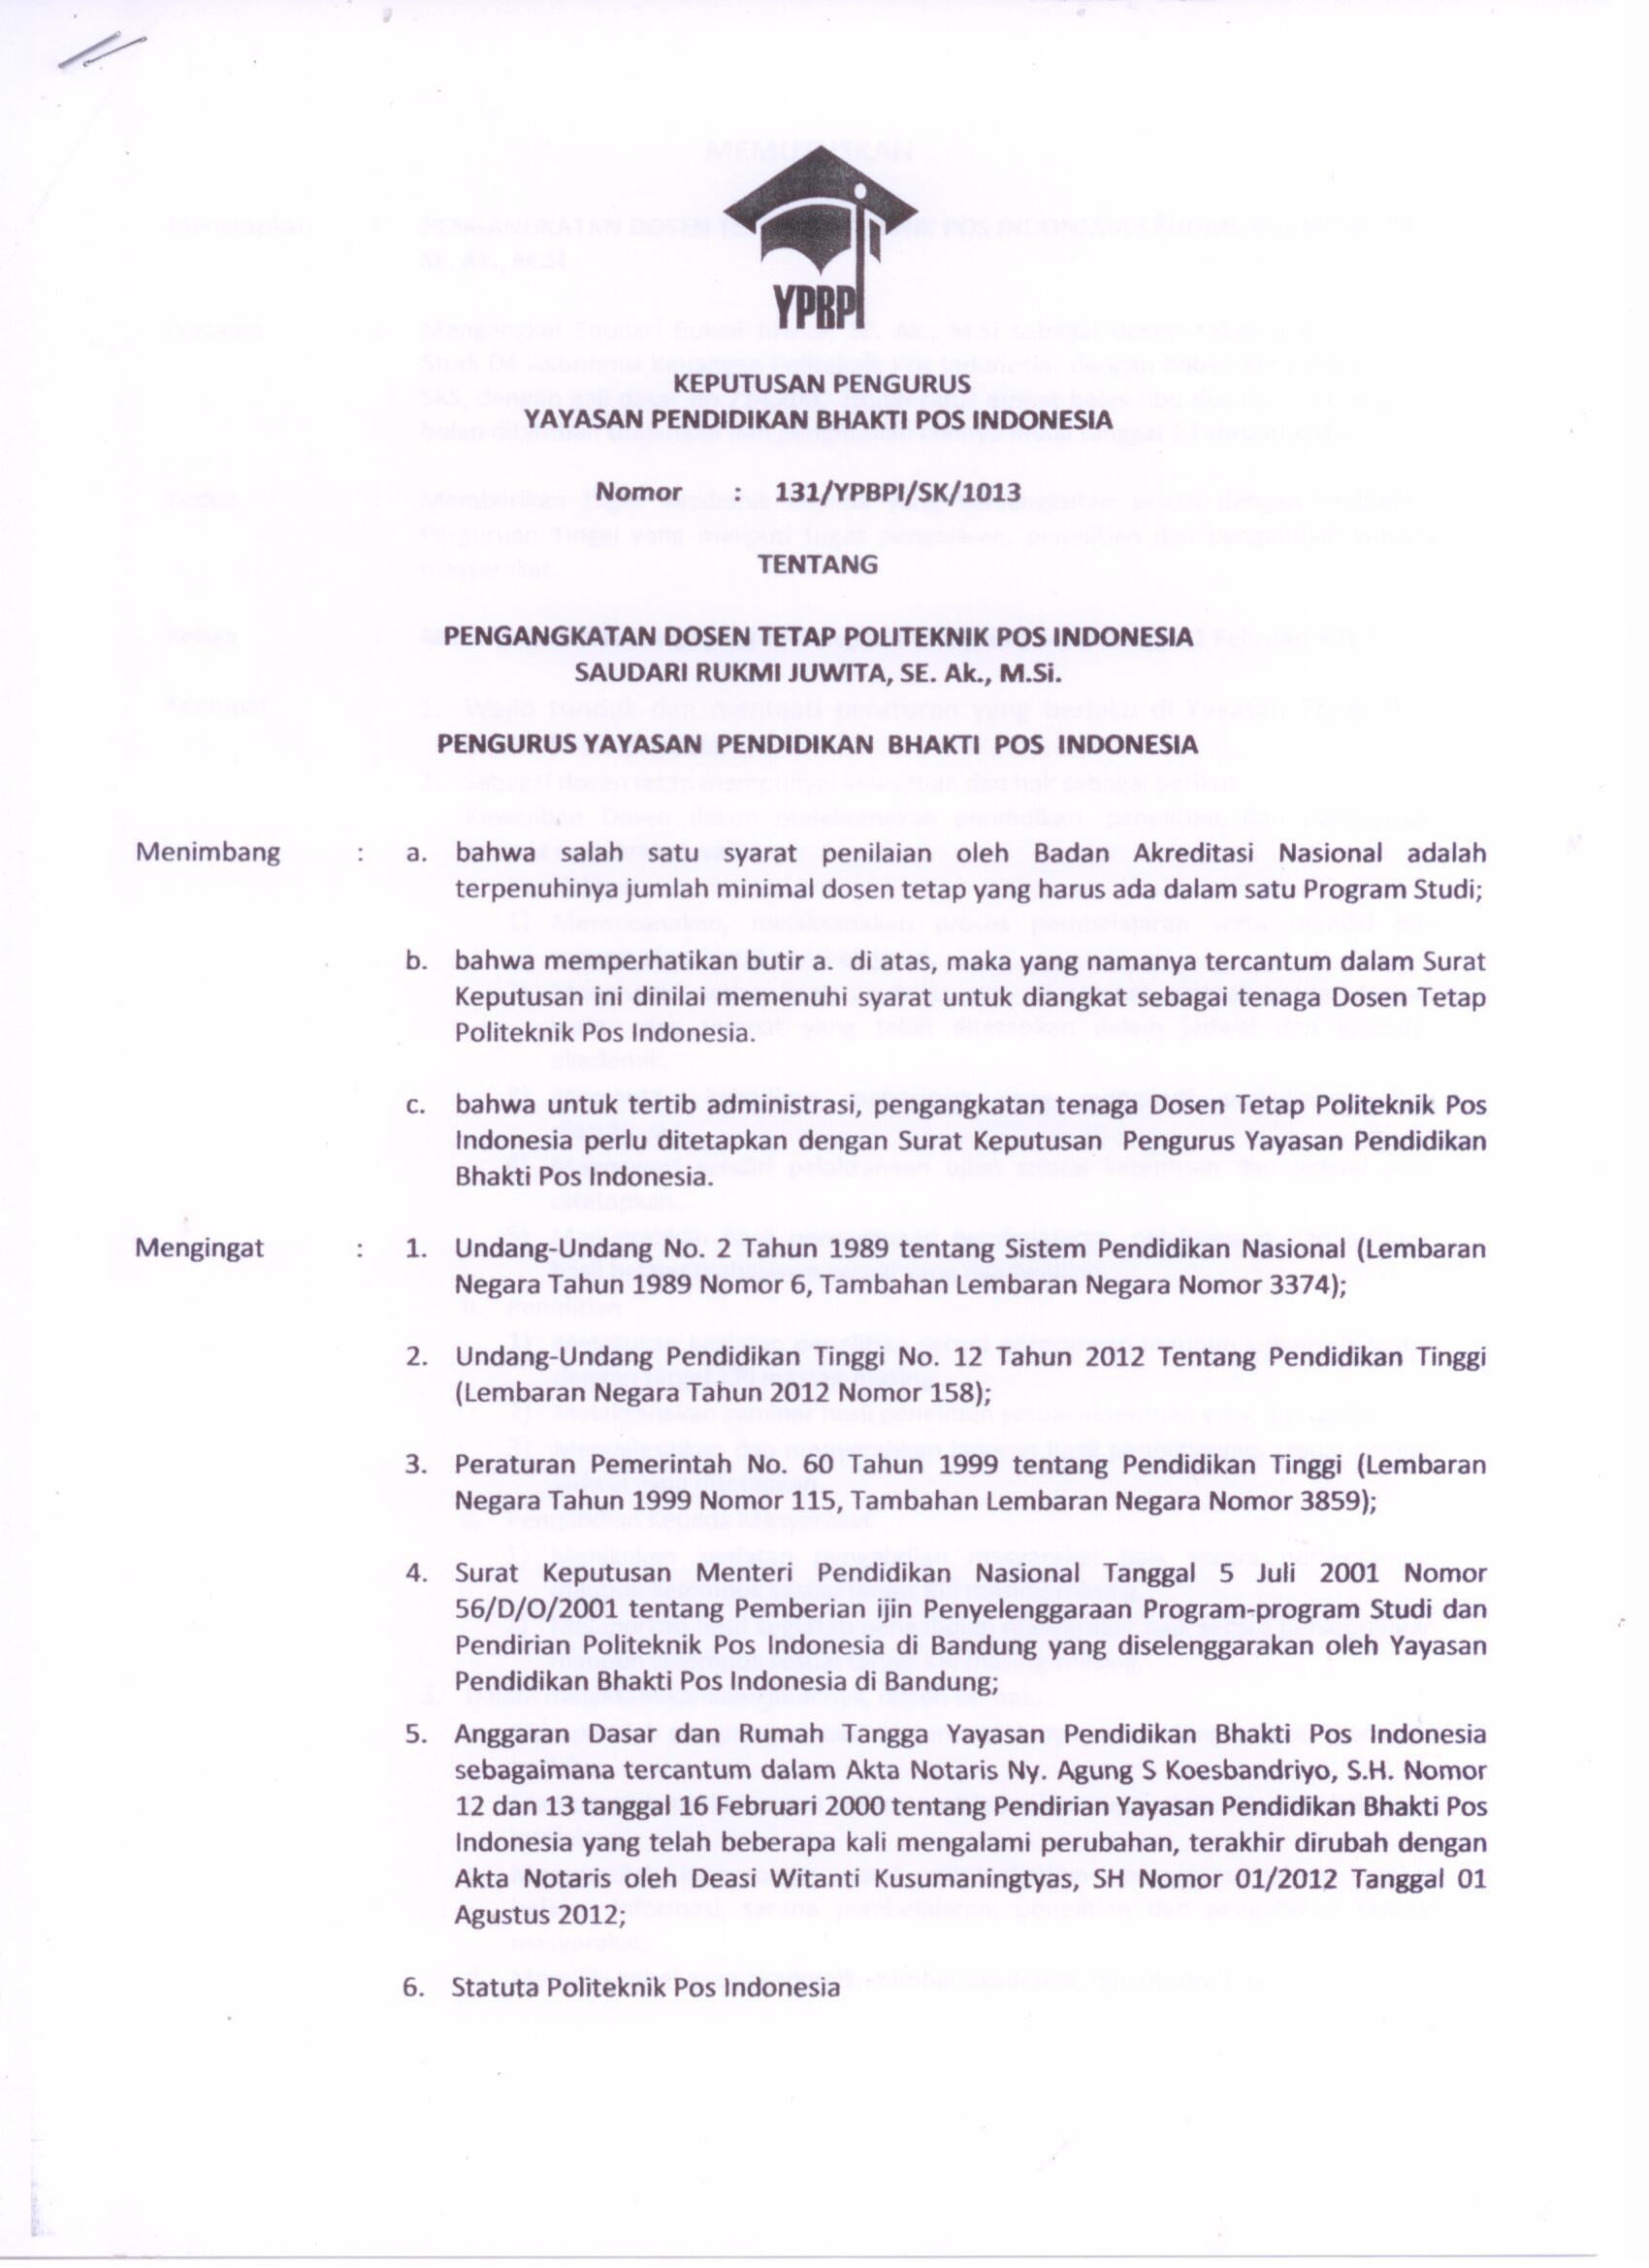 YPBPI
KEPUTUSAN PENGURUS
YAYASAN PENDIDIKAN BHAKTI POS INDONESIA
Nomor : 131/YPBPI/SK/1013
TENTANG
PENGANGKATAN DOSEN TETAP POLITEKNIK POS INDONESIA
SAUDARI RUKMI JUWITA, SE. Ak., M.Si.
PENGURUS YAYASAN PENDIDIKAN BHAKTI POS INDONESIA
Menimbang : a. bahwa salah satu syarat penilaian oleh Badan Akreditasi Nasional adalah
terpenuhinya jumlah minimal dosen tetap yang harus ada dalam satu Program Studi;
b. bahwa memperhatikan butir a. di atas, maka yang namanya tercantum dalam Surat
Keputusan ini dinilai memenuhi syarat untuk diangkat sebagai tenaga Dosen Tetap
Politeknik Pos Indonesia.
c. bahwa untuk tertib administrasi, pengangkatan tenaga Dosen Tetap Politeknik Pos
Indonesia perlu ditetapkan dengan Surat Keputusan Pengurus Yayasan Pendidikan
Bhakti Pos Indonesia.
Mengingat : 1. Undang-Undang No. 2 Tahun 1989 tentang Sistem Pendidikan Nasional (Lembaran
Negara Tahun 1989 Nomor 6, Tambahan Lembaran Negara Nomor 3374);
2. Undang-Undang Pendidikan Tinggi No. 12 Tahun 2012 Tentang Pendidikan Tinggi
(Lembaran Negara Tahun 2012 Nomor 158);
3. Peraturan Pemerintah No. 60 Tahun 1999 tentang Pendidikan Tinggi (Lembaran
Negara Tahun 1999 Nomor 115, Tambahan Lembaran Negara Nomor 3859);
4. Surat Keputusan Menteri Pendidikan Nasional Tanggal 5 Juli 2001 Nomor
56/D/O/2001 tentang Pemberian ijin Penyelenggaraan Program-program Studi dan
Pendirian Politeknik Pos Indonesia di Bandung yang diselenggarakan oleh Yayasan
Pendidikan Bhakti Pos Indonesia di Bandung;
5. Anggaran Dasar dan Rumah Tangga Yayasan Pendidikan Bhakti Pos Indonesia
sebagaimana tercantum dalam Akta Notaris Ny. Agung S Koesbandriyo, S.H. Nomor
12 dan 13 tanggal 16 Februari 2000 tentang Pendirian Yayasan Pendidikan Bhakti Pos
Indonesia yang telah beberapa kali mengalami perubahan, terakhir dirubah dengan
Akta Notaris oleh Deasi Witanti Kusumaningtyas, SH Nomor 01/2012 Tanggal 01
Agustus 2012;
6. Statuta Politeknik Pos Indonesia